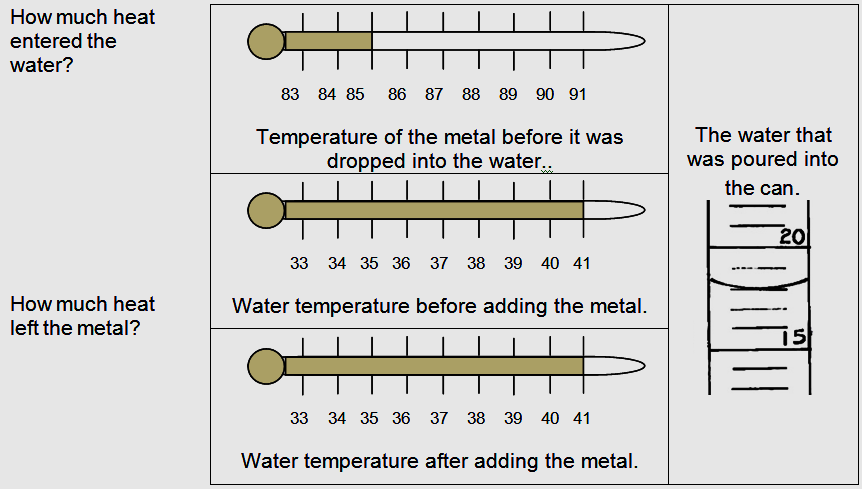 How much heat
entered the
water?
83 84 85 86 87 88 89 90 91
Temperature of the metal before it was
dropped into the water..
33 34 35 36 37 38 39 40 41
Water temperature before adding the metal.
How much heat
left the metal?
33 34 35 36 37 38 39 40 41
Water temperature after adding the metal.
The water that
was poured into
the can.
20
15